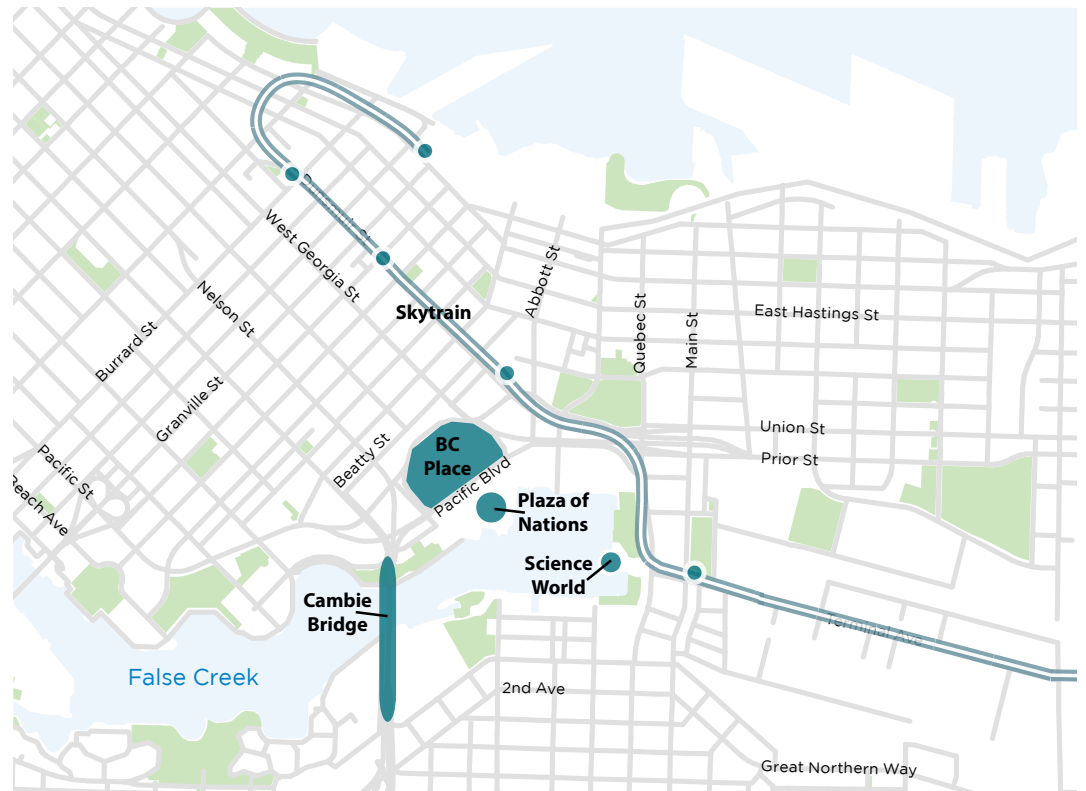 Dunsmuir St
West Georgia St
Abbott St
Skytrain
Quebec St
Main St
East Hastings St
Nelson St
Burrard St
Granville St
Union St
Prior St
BC
Place
Beatty St
Pacific St
Pacific Blvd
Beach Ave
Plaza of
Nations
Science
World
Cambie
Bridge
Terminal Ave
False Creek
2nd Ave
Great Northern Way